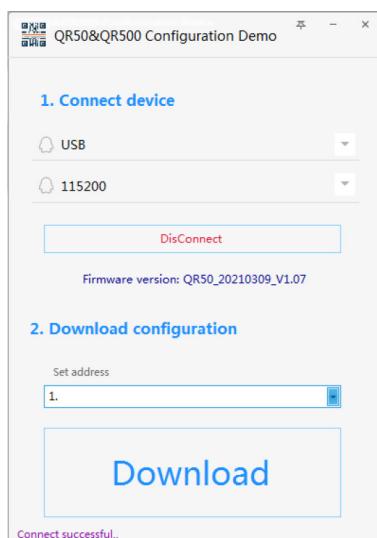 QR50&QR500 Configuration Demo
1. Connect device
USB
115200
DisConnect
Firmware version: QR50_20210309_V1.07
2. Download configuration
Set address
1.
Download
Connect successful..